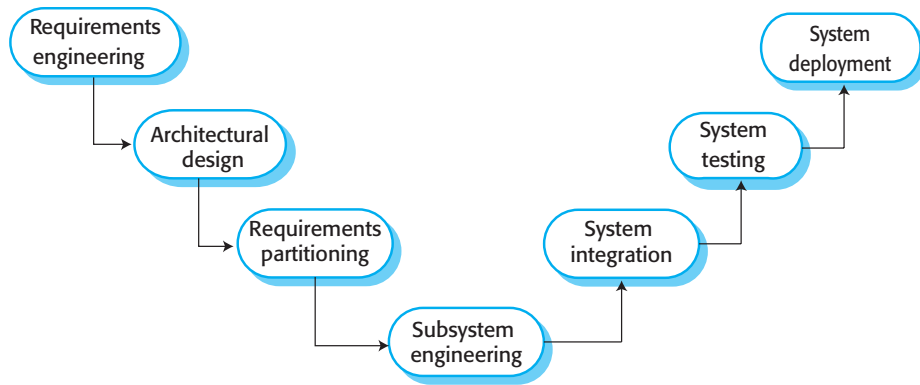 Requirements
engineering
Architectural
design
Requirements
partitioning
Subsystem
engineering
System
integration
System
testing
System
deployment